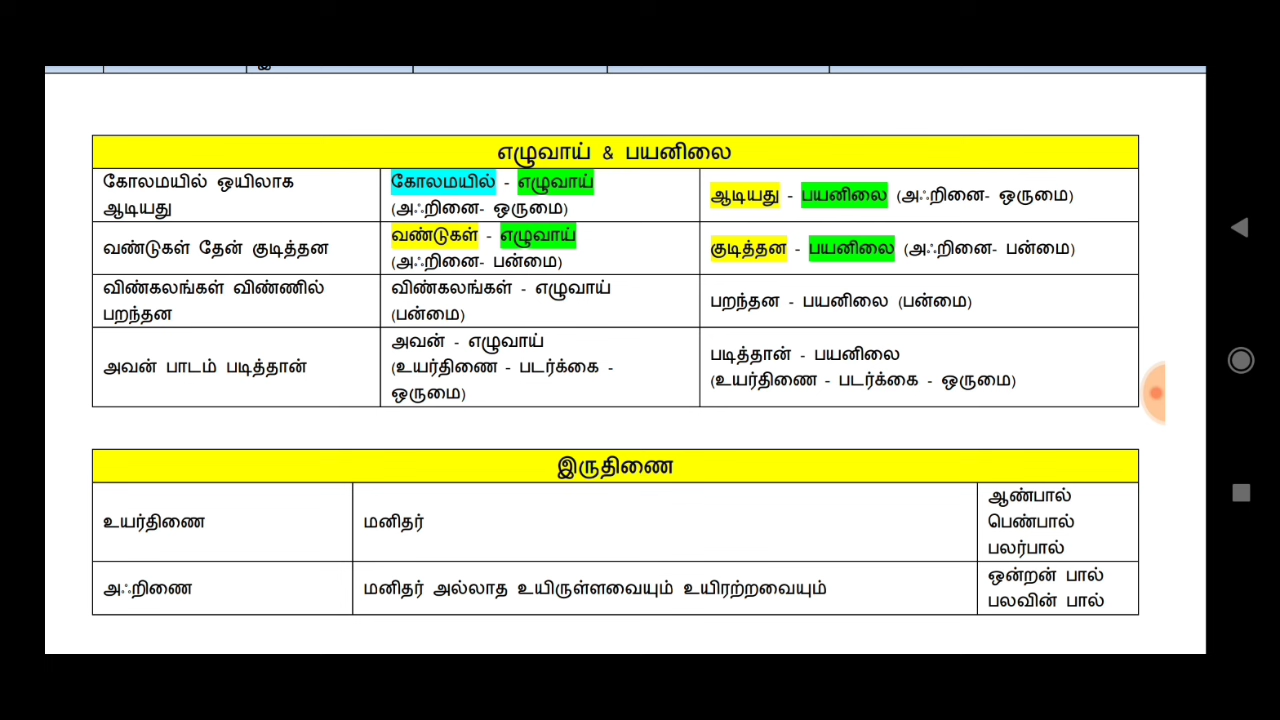 எழுவாய் & பயனிலை
கோலமயில் ஒயிலாக
ஆடியது
கோலமயில் - எழுவாய்
(அஃறினை- ஒருமை)
ஆடியது - பயனிலை (அஃறினை- ஒருமை)
வண்டுகள் தேன் குடித்தன
வண்டுகள் - எழுவாய்
(அஃறினை- பன்மை)
குடித்தன - பயனிலை (அஃறினை- பன்மை)
விண்கலங்கள் விண்ணில்
பறந்தன
விண்கலங்கள் - எழுவாய்
(பன்மை)
பறந்தன - பயனிலை (பன்மை)
அவன் பாடம் படித்தான்
அவன் - எழுவாய்
(உயர்திணை - படர்க்கை -
ஒருமை)
படித்தான் - பயனிலை
(உயர்திணை - படர்க்கை - ஒருமை)
இருதிணை
உயர்திணை
மனிதர்
ஆண்பால்
பெண்பால்
பலர்பால்
அஃறிணை
மனிதர் அல்லாத உயிருள்ளவையும் உயிரற்றவையும்
ஒன்றன் பால்
பலவின் பால்